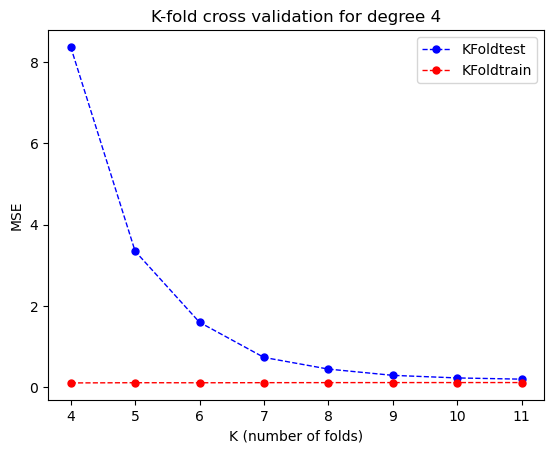 K-fold cross validation for degree 4
KFoldtest
KFoldtrain
8
6
4
2
0
MSE
4 5 6 7 8 9 10 11
K (number of folds)